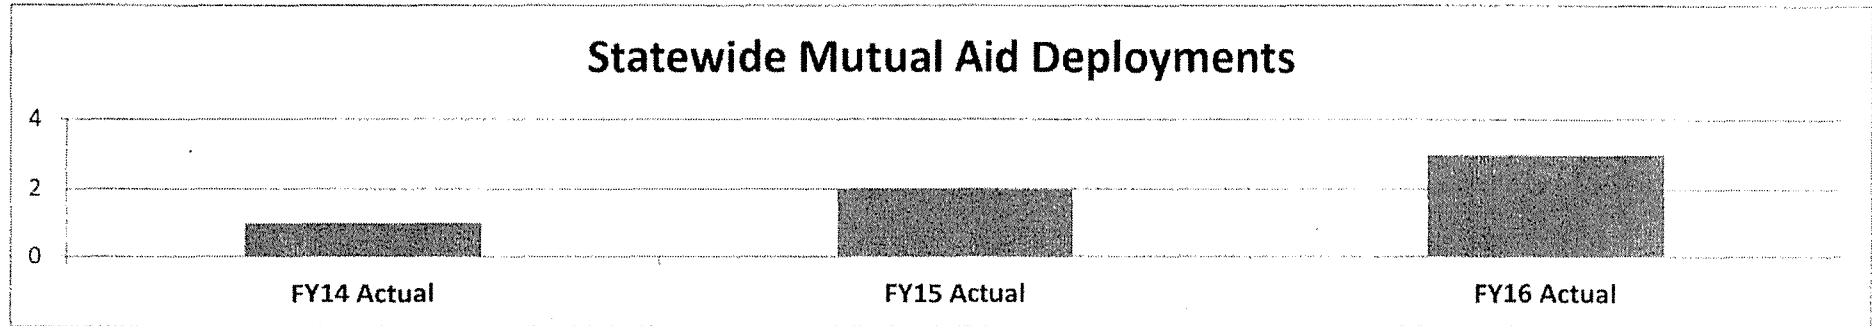 Statewide Mutual Aid Deployments
4
2
0
FY14 Actual
FY15 Actual
FY16 Actual